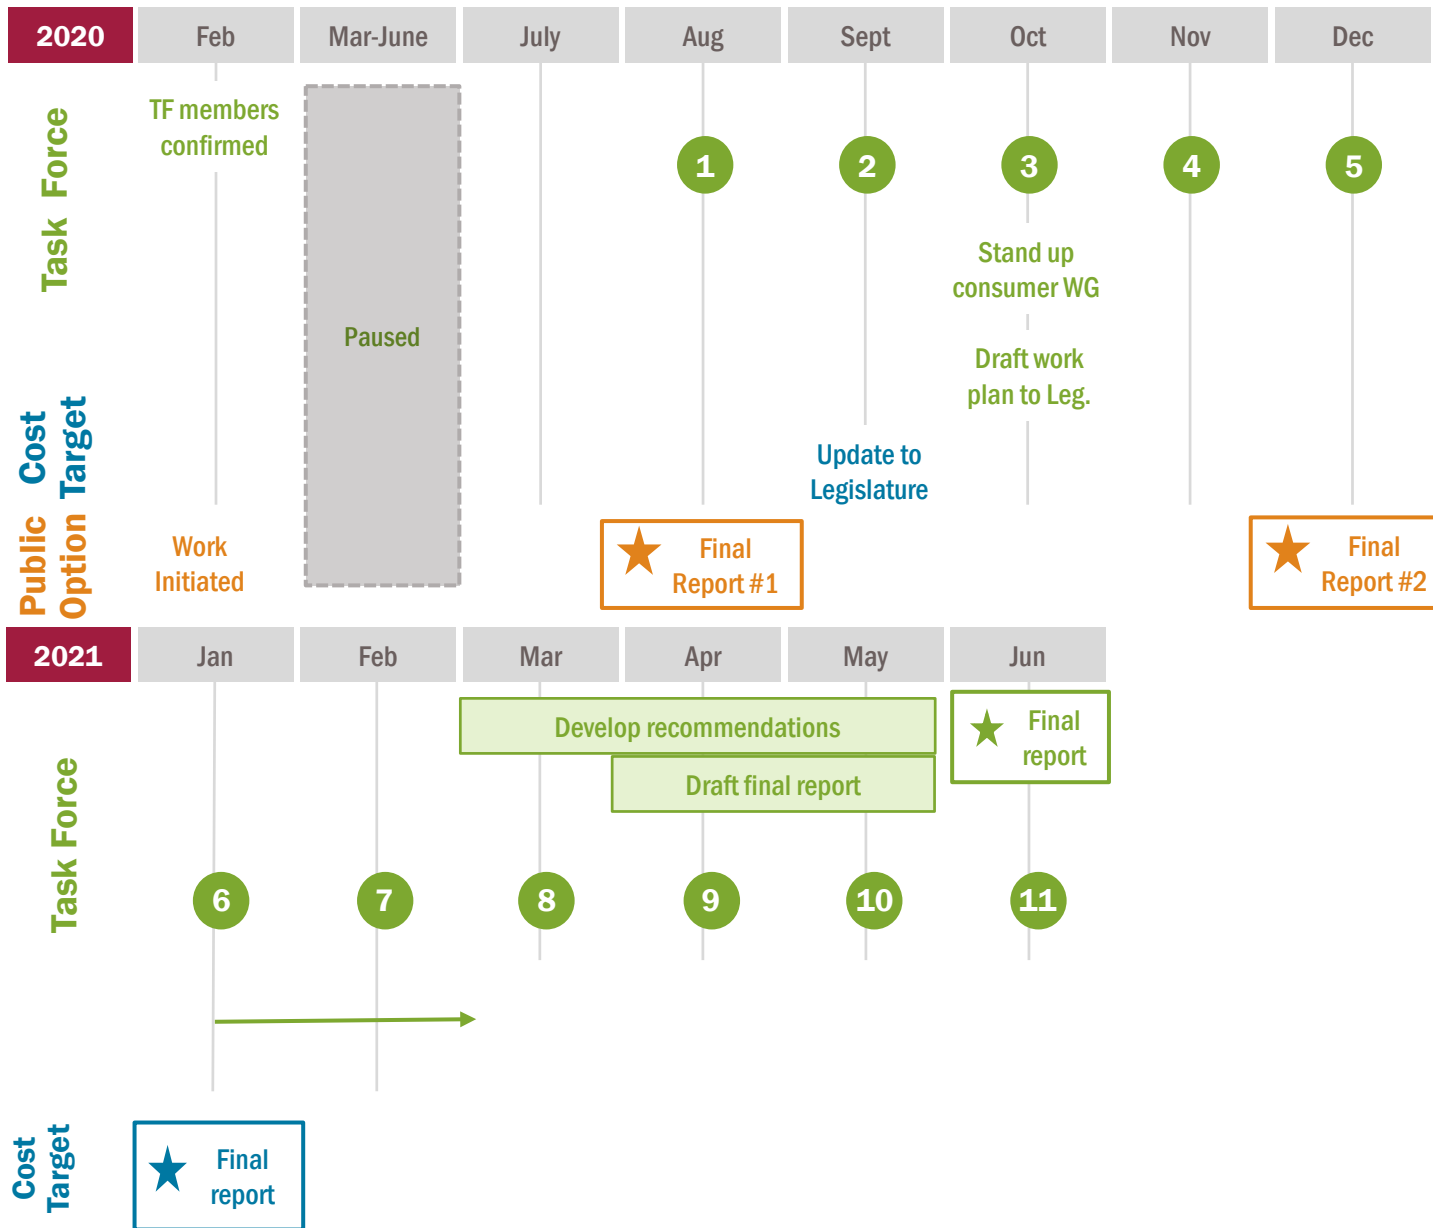 2020
Feb
Mar-June
July
Aug
Sept
Oct
Nov
Dec
Task Force
TF members
confirmed
Paused
1
2
3
4
5
Stand up
consumer WG
Draft work
plan to Leg.
Cost
Target
Update to
Legislature
Public
Option
Work
Initiated
Final
Report #1
Final
Report #2
2021
Jan
Feb
Mar
Apr
May
Jun
Task Force
Develop recommendations
Draft final report
Final
report
6
7
8
9
10
11
Cost
Target
Final
report